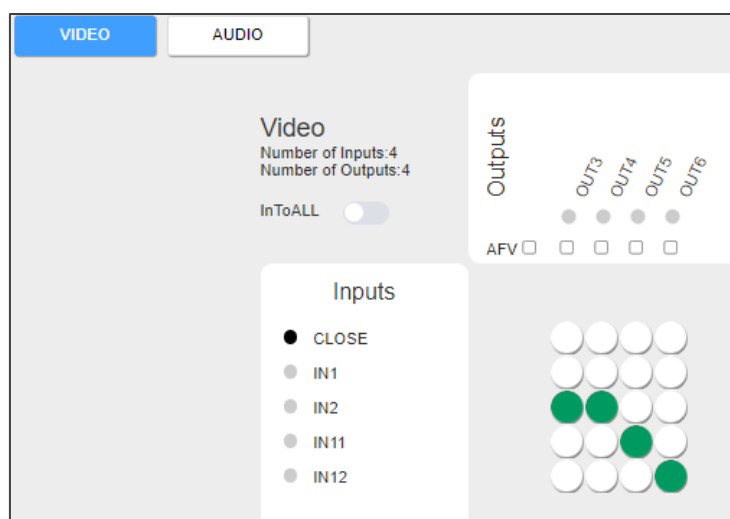 VIDEO
AUDIO
Video
Number of Inputs:4
Number of Outputs:4
InToALL
Outputs
OUT3
OUT4
OUT5
OUT6
AFV
Inputs
CLOSE
IN1
IN2
IN11
IN12